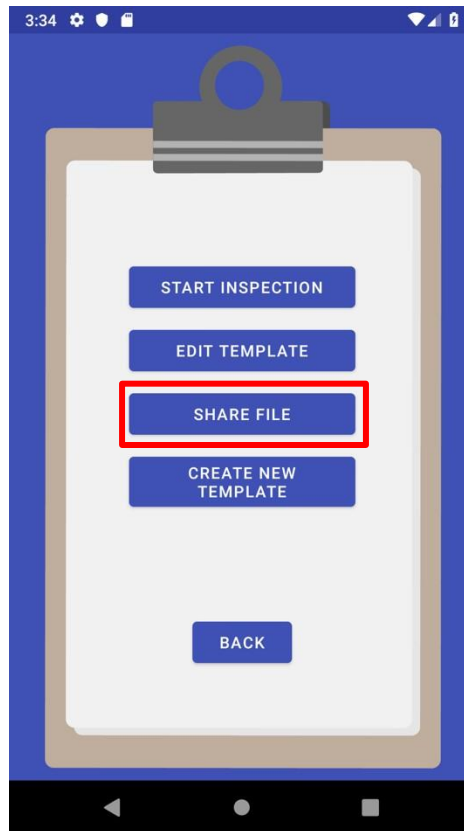 3:34
START INSPECTION
EDIT TEMPLATE
SHARE FILE
CREATE NEW
TEMPLATE
BACK